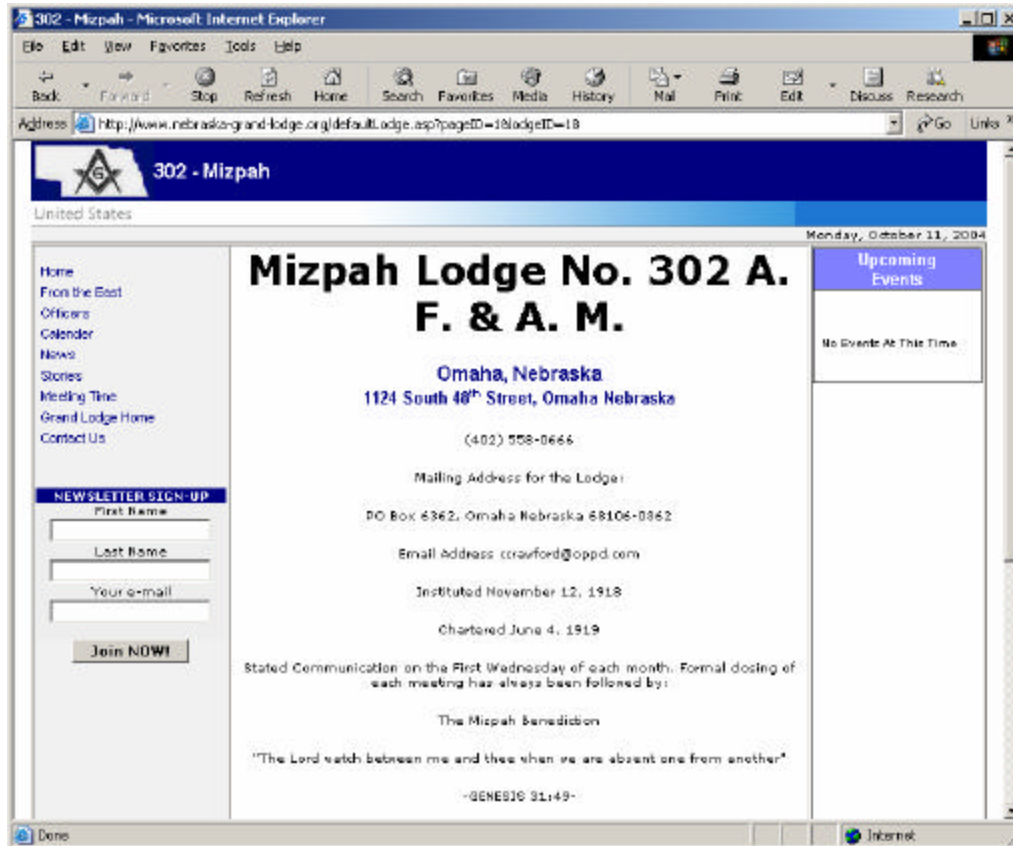 302 - Mizpah - Microsoft Internet Explorer
File Edit View Favorites Tools Help
Back Forward Stop Refresh Home Search Favorites Media History Mail Print Edit Discuss Research
Address http://www.nebraska-grand-lodge.org/defaultLodge.asp?pageID=1&lodgeID=18 Go Links
G
302 - Mizpah
United States
Monday, October 11, 2004
Home
From the East
Officers
Calender
News
Stories
Meeting Time
Grand Lodge Home
Contact Us
NEWSLETTER SIGN-UP
First Name
Last Name
Your e-mail
Join NOW!
Mizpah Lodge No. 302 A.
F. & A. M.
Omaha, Nebraska
1124 South 48th Street, Omaha Nebraska
(402) 558-0666
Mailing Address for the Lodge:
PO Box 6362, Omaha Nebraska 68106-0862
Email Address ccrawford@oppd.com
Instituted November 12, 1918
Chartered June 4, 1919
Stated Communication on the First Wednesday of each month. Formal closing of
each meeting has always been followed by:
The Mizpah Benediction
"The Lord watch between me and thee when we are absent one from another"
-GENESIS 31:49-
Upcoming
Events
No Events At This Time
Done
Internet